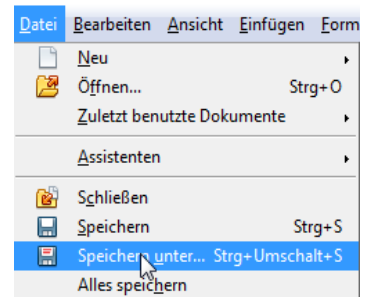 Datei Bearbeiten Ansicht Einfügen Form
Neu
Öffnen... Strg+O
Zuletzt benutzte Dokumente
Assistenten
Schließen
Speichern Strg+S
Speichern unter... Strg+Umschalt+S
Alles speichern